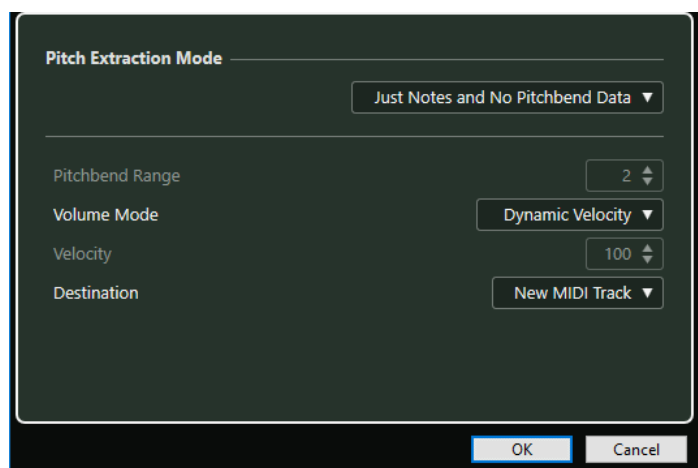 Pitch Extraction Mode
Just Notes and No Pitchbend Data
Pitchbend Range 2
Volume Mode Dynamic Velocity
Velocity 100
Destination New MIDI Track
OK Cancel